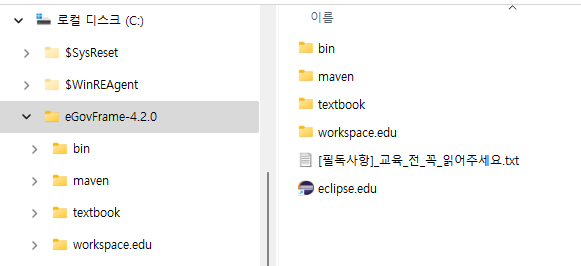 로컬 디스크 (C:)
$SysReset
$WinREAgent
eGovFrame-4.2.0
bin
maven
textbook
workspace.edu
이름
bin
maven
textbook
workspace.edu
[필독사항]_교육_전_꼭_읽어주세요.txt
eclipse.edu